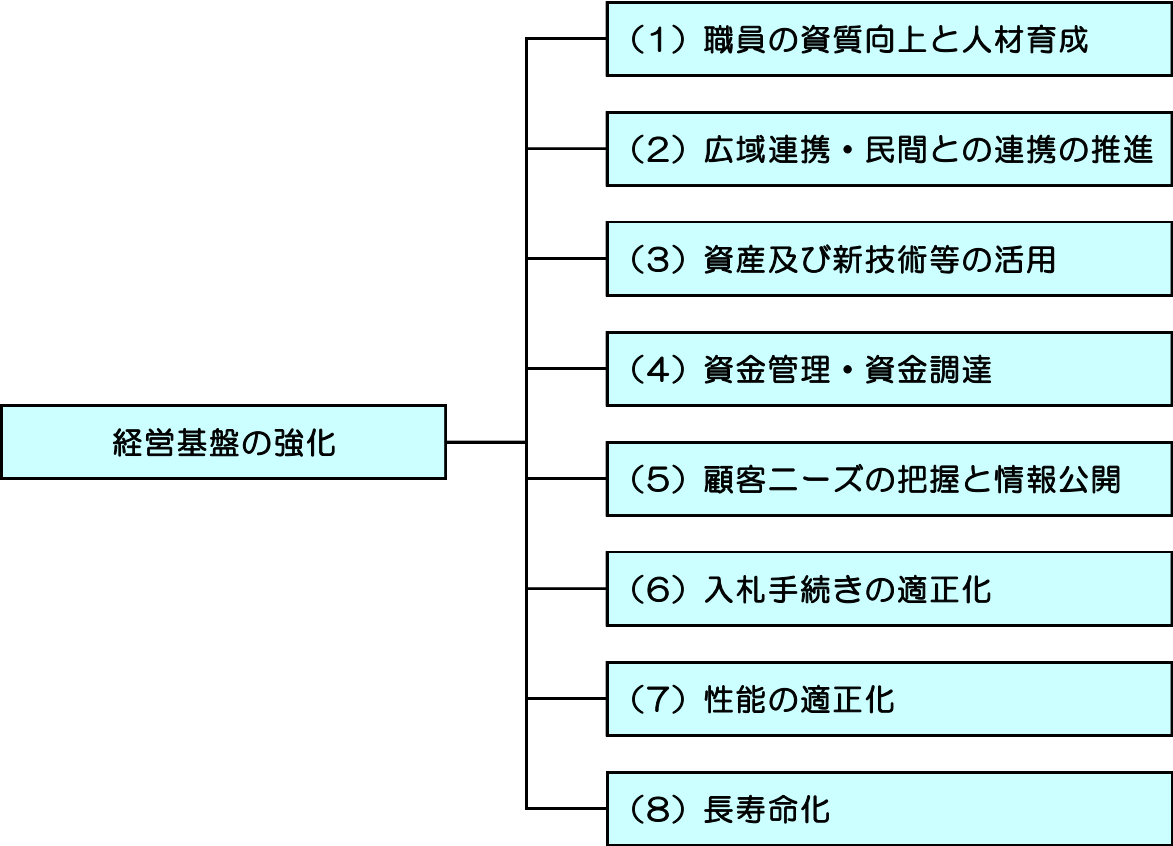 (1)職員の資質向上と人材育成
(2)広域連携・民間との連携の推進
(3)資産及び新技術等の活用
(4)資金管理・資金調達
経営基盤の強化
(5)顧客ニーズの把握と情報公開
(6)入札手続きの適正化
(7)性能の適正化
(8)長寿命化